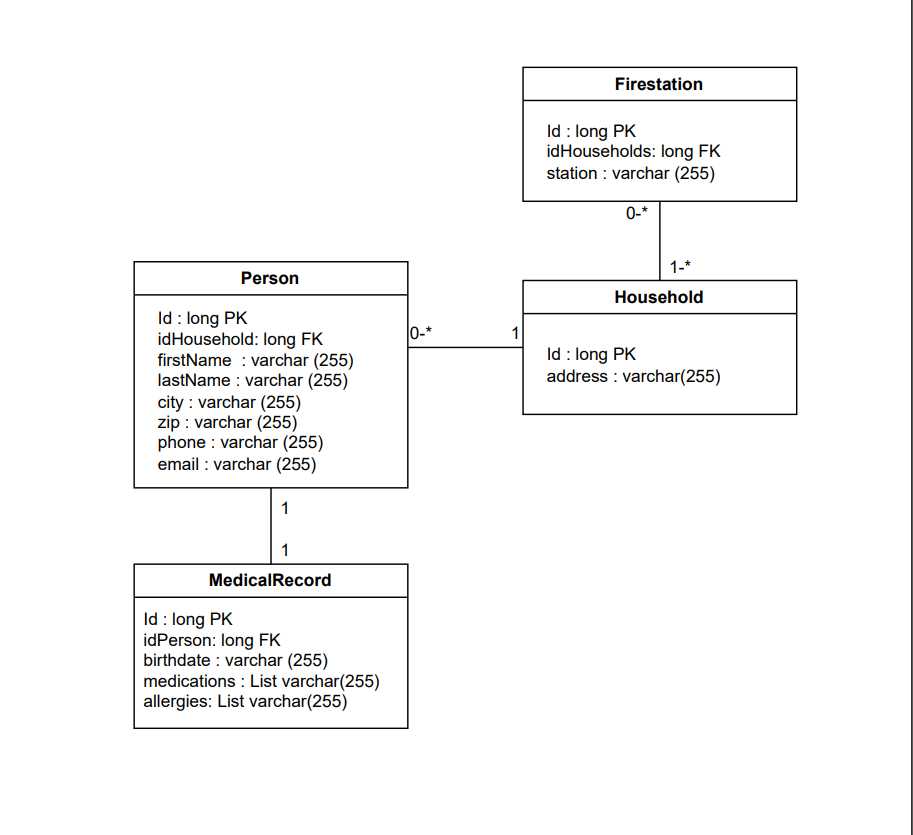 Firestation
Id : long PK
idHouseholds: long FK
station : varchar (255)
0-*
1-*
Household
Id : long PK
address : varchar(255)
Person
Id : long PK
idHousehold: long FK
firstName  : varchar (255)
lastName : varchar (255)
city : varchar (255)
zip : varchar (255)
phone : varchar (255)
email : varchar (255)
0-*
1
1
1
MedicalRecord
Id : long PK
idPerson: long FK
birthdate : varchar (255)
medications : List varchar(255)
allergies: List varchar(255)